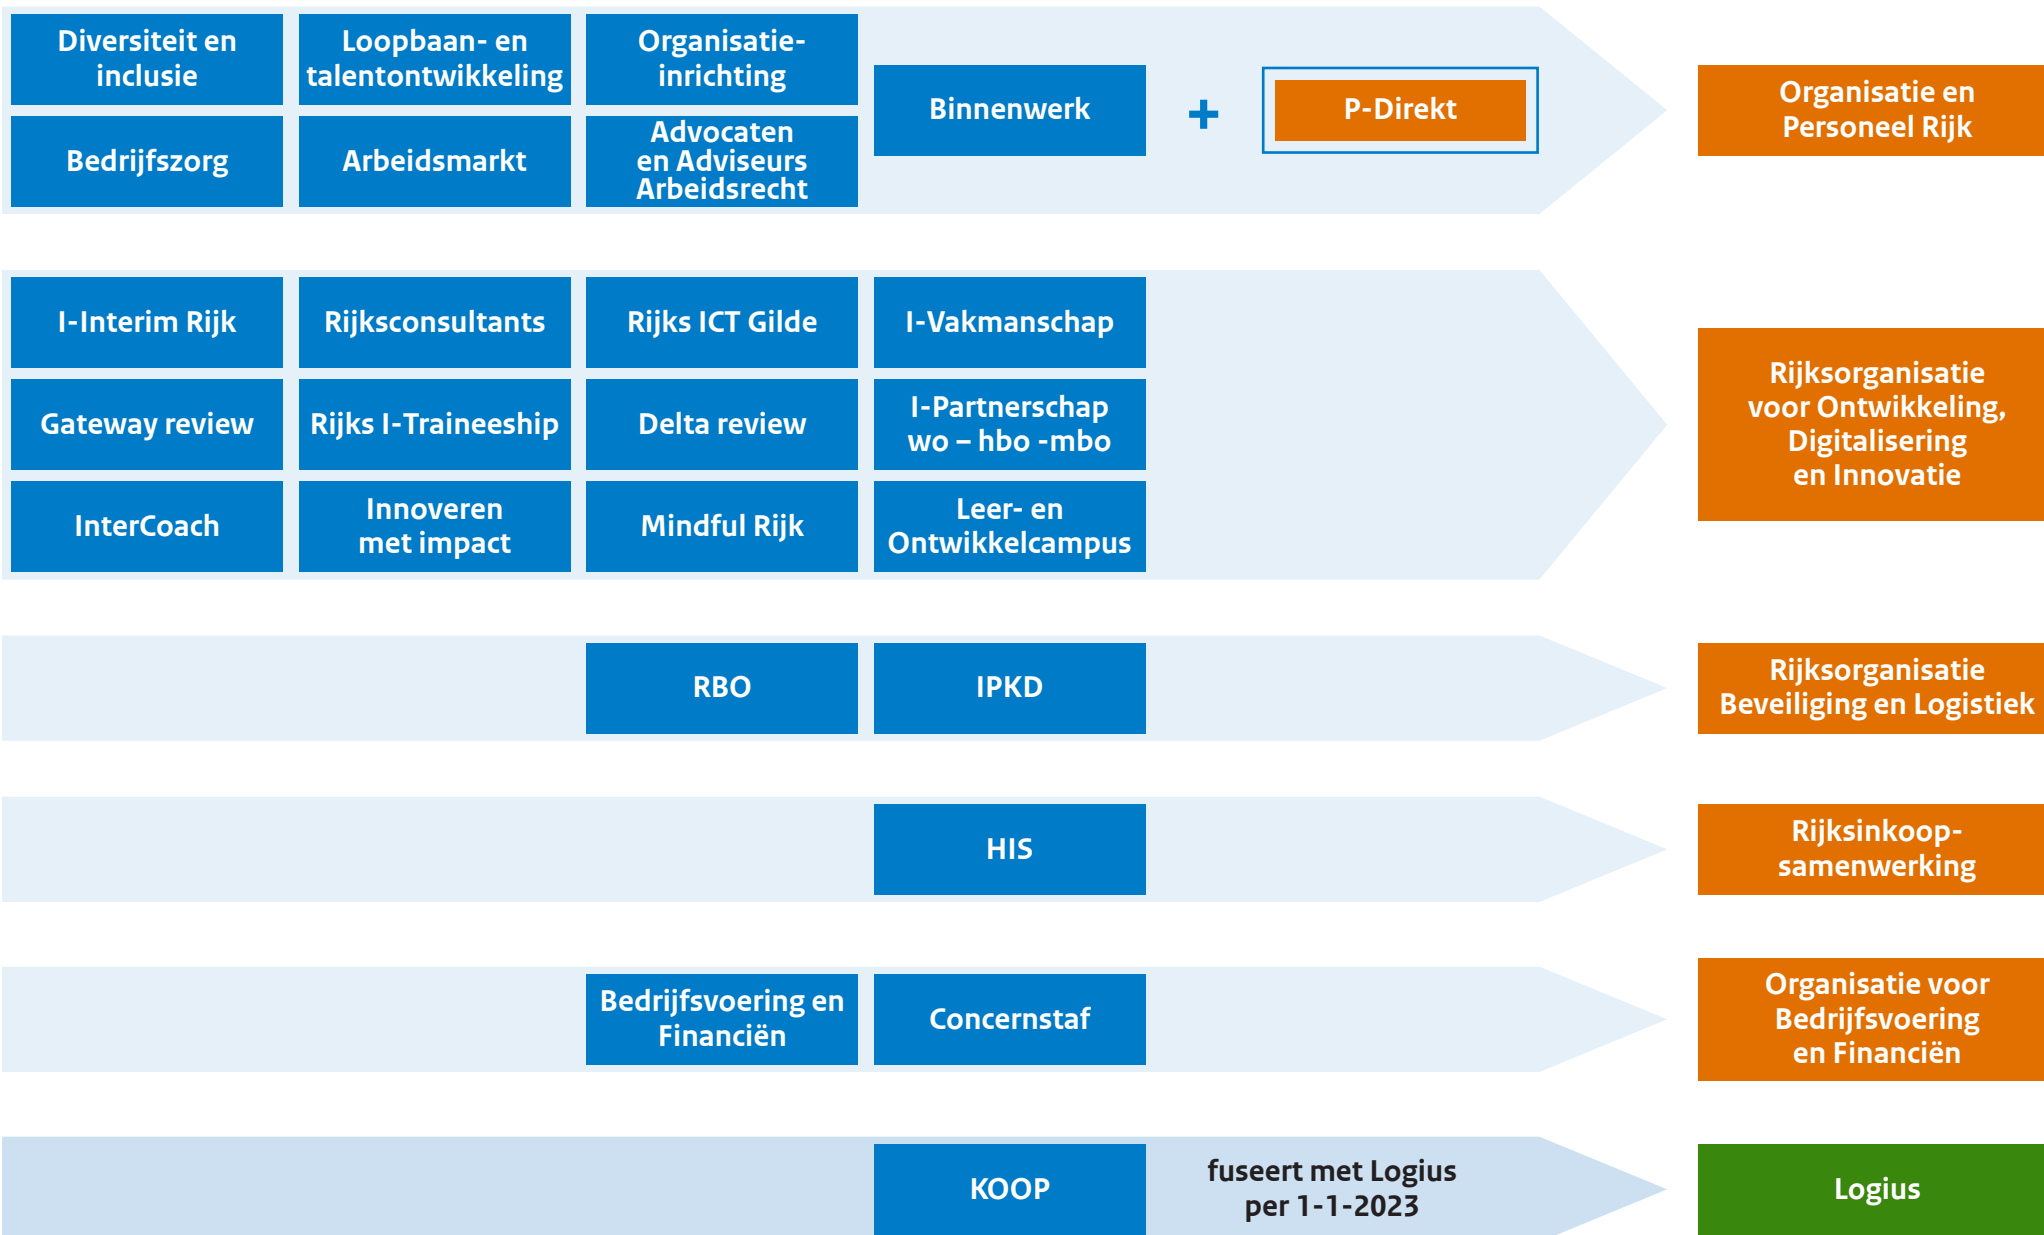 Diversiteit en
inclusie
Loopbaan- en
talentontwikkeling
Organisatie-
inrichting
Binnenwerk
+
P-Direkt
Organisatie en
Personeel Rijk
Bedrijfszorg
Arbeidsmarkt
Advocaten
en Adviseurs
Arbeidsrecht
I-Interim Rijk
Rijksconsultants
Rijks ICT Gilde
I-Vakmanschap
Gateway review
Rijks I-Traineeship
Delta review
I-Partnerschap
wo – hbo -mbo
InterCoach
Innoveren
met impact
Mindful Rijk
Leer- en
Ontwikkelcampus
Rijksorganisatie
voor Ontwikkeling,
Digitalisering
en Innovatie
RBO
IPKD
Rijksorganisatie
Beveiliging en Logistiek
HIS
Rijksinkoop-
samenwerking
Bedrijfsvoering en
Financiën
Concernstaf
Organisatie voor
Bedrijfsvoering
en Financiën
KOOP
fuseert met Logius
per 1-1-2023
Logius